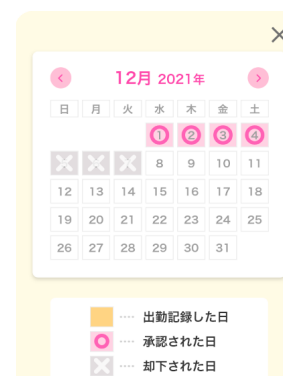 12月 2021年
日 月 火 水 木 金 土
1 2 3 4
8 9 10 11
12 13 14 15 16 17 18
19 20 21 22 23 24 25
26 27 28 29 30 31
···· 出勤記録した日
···· 承認された日
···· 却下された日